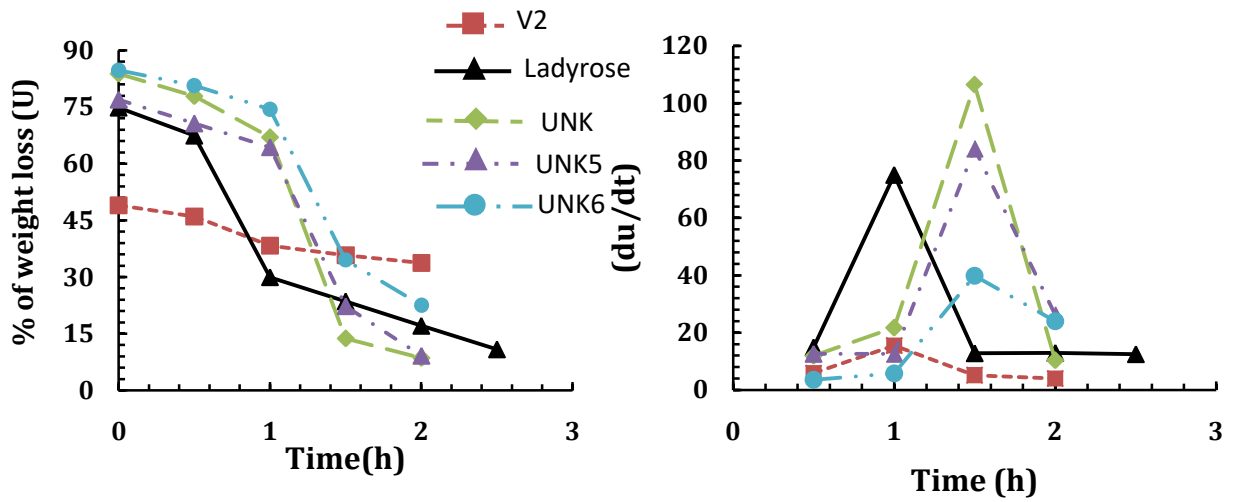 V2
Ladyrose
UNK
UNK5
UNK6
% of weight loss (U)
90
75
60
45
30
15
0
0 1 2 3
Time(h)
(du/dt)
120
100
80
60
40
20
0
0 1 2 3
Time (h)